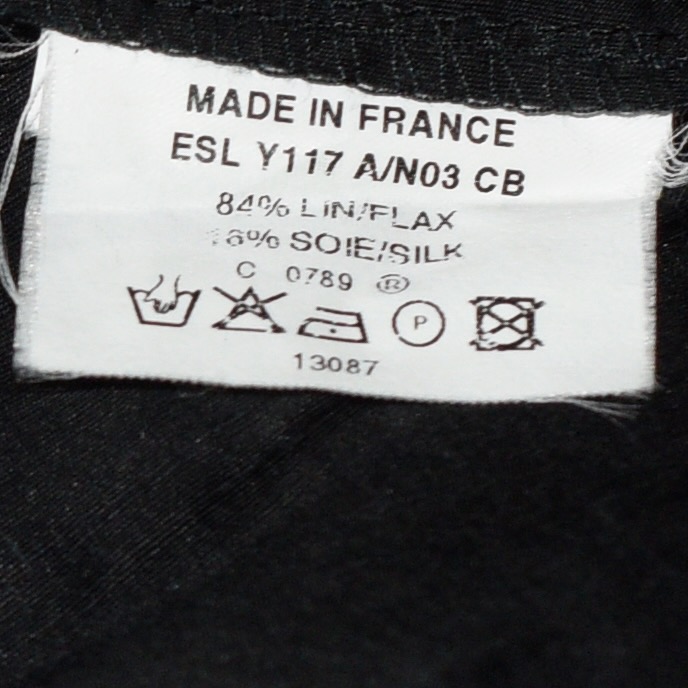 MADE IN FRANCE
ESL Y117 A/N03 CB
84% LIN/FLAX
16% SOIE/SILK
C 0789 ®
P
13087